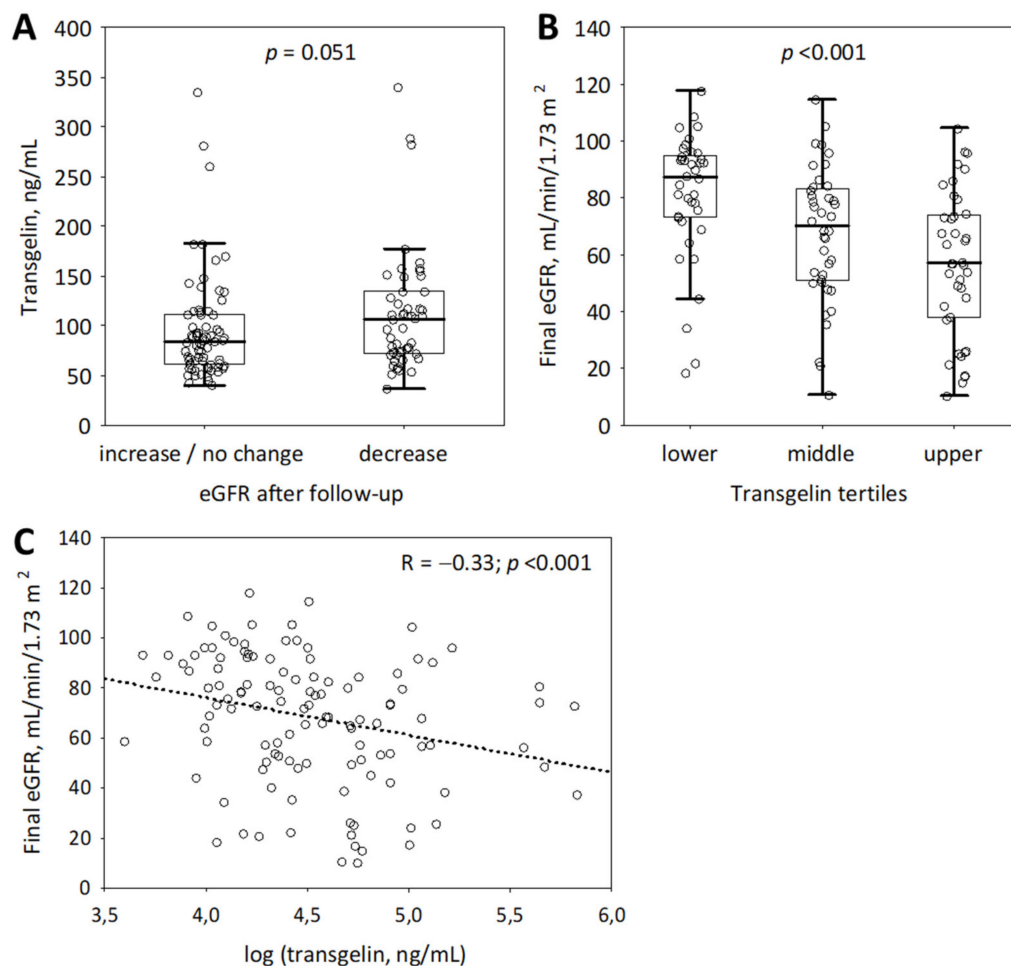 A
p = 0.051
Transgelin, ng/mL
400
350
300
250
200
150
100
50
0
increase / no change
decrease
eGFR after follow-up
B
p <0.001
Final eGFR, mL/min/1.73 m²
140
120
100
80
60
40
20
0
lower
middle
upper
Transgelin tertiles
C
R = −0.33; p <0.001
Final eGFR, mL/min/1.73 m²
140
120
100
80
60
40
20
0
3,5
4,0
4,5
5,0
5,5
6,0
log (transgelin, ng/mL)